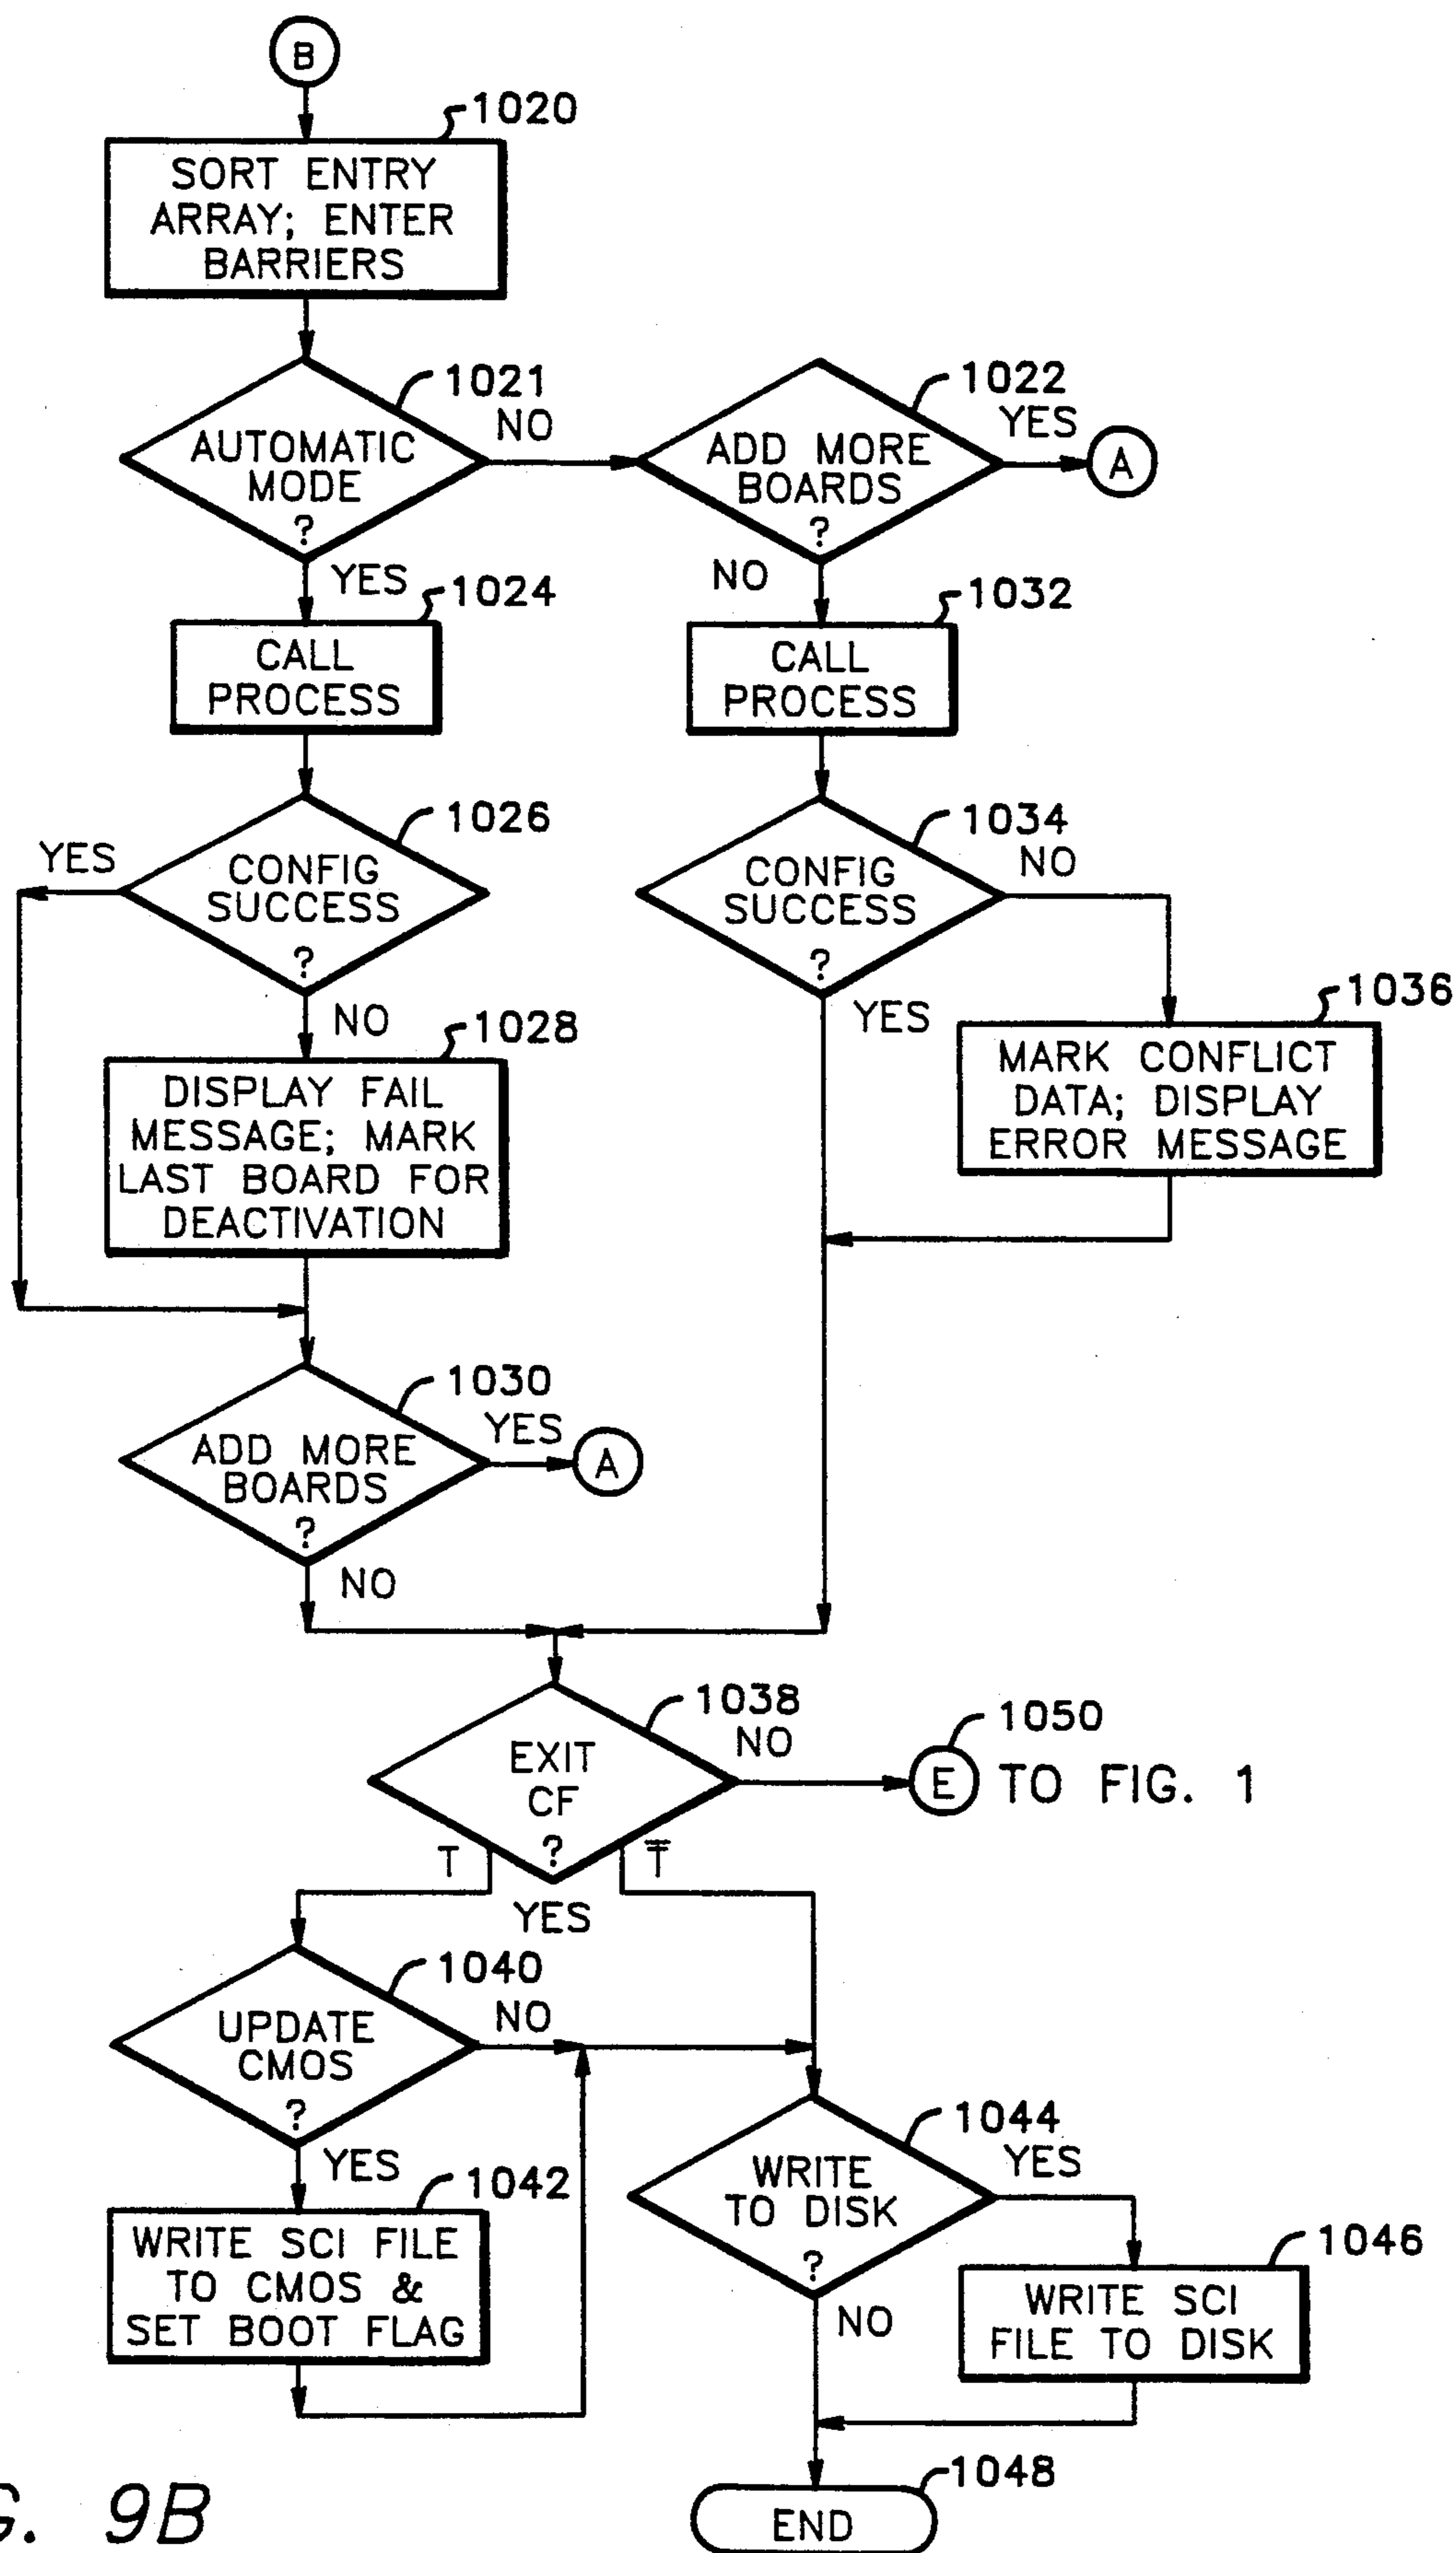 B
1020
SORT ENTRY
ARRAY; ENTER
BARRIERS
1021
NO
AUTOMATIC
MODE
?
YES
1022
YES
ADD MORE
BOARDS
?
A
NO
1024
CALL
PROCESS
1032
CALL
PROCESS
1026
YES
CONFIG
SUCCESS
?
NO
1034
NO
CONFIG
SUCCESS
?
YES
1028
DISPLAY FAIL
MESSAGE; MARK
LAST BOARD FOR
DEACTIVATION
1036
MARK CONFLICT
DATA; DISPLAY
ERROR MESSAGE
1030
YES
ADD MORE
BOARDS
?
A
NO
1038
NO
EXIT
CF
?
1050
E TO FIG. 1
T
T̅
YES
1040
NO
UPDATE
CMOS
?
YES
1044
YES
WRITE
TO DISK
?
NO
1042
WRITE SCI FILE
TO CMOS &
SET BOOT FLAG
1046
WRITE SCI
FILE TO DISK
1048
END
G. 9B